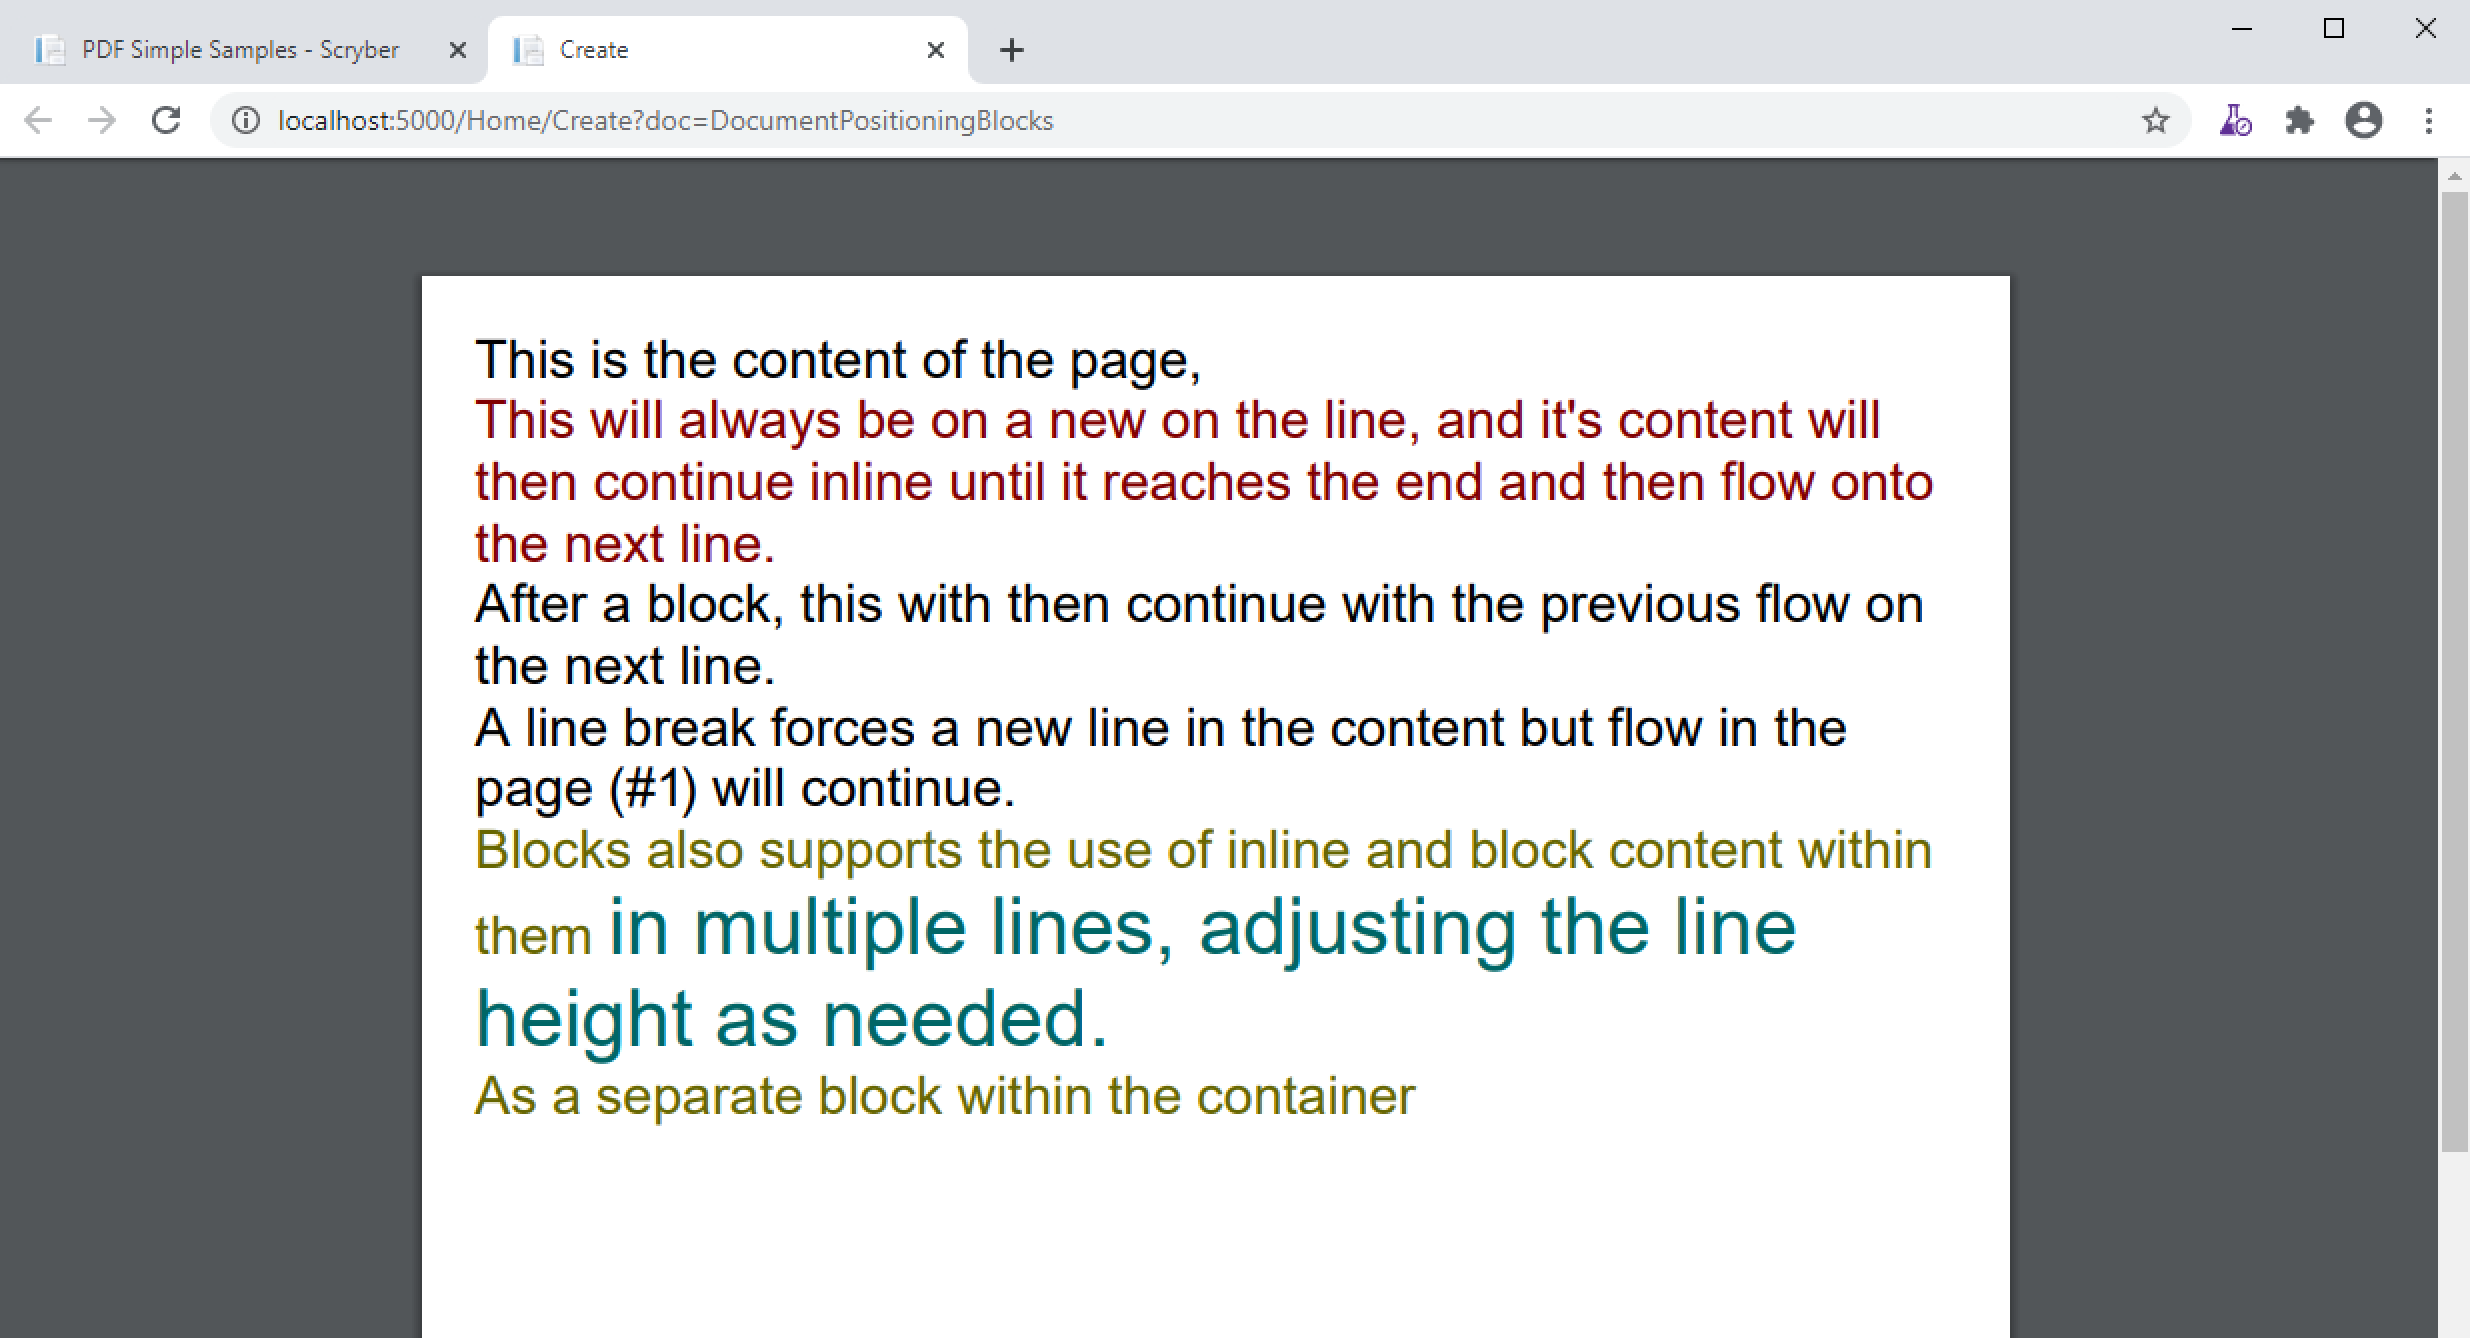 PDF Simple Samples - Scryber
Create
localhost:5000/Home/Create?doc=DocumentPositioningBlocks
This is the content of the page,
This will always be on a new on the line, and it's content will
then continue inline until it reaches the end and then flow onto
the next line.
After a block, this with then continue with the previous flow on
the next line.
A line break forces a new line in the content but flow in the
page (#1) will continue.
Blocks also supports the use of inline and block content within
them in multiple lines, adjusting the line
height as needed.
As a separate block within the container